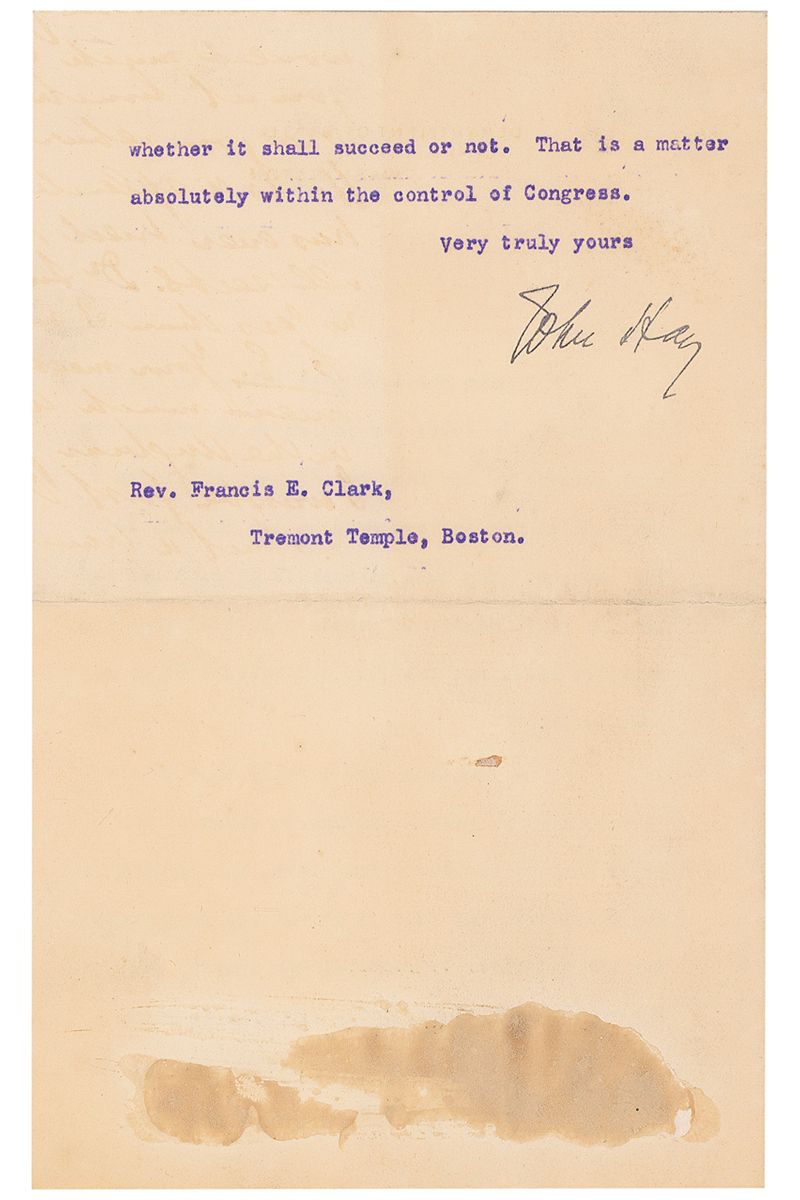 whether it shall succeed or not. That is a matter
absolutely within the control of Congress.
Very truly yours
John Hay
Rev. Francis E. Clark,
Tremont Temple, Boston.